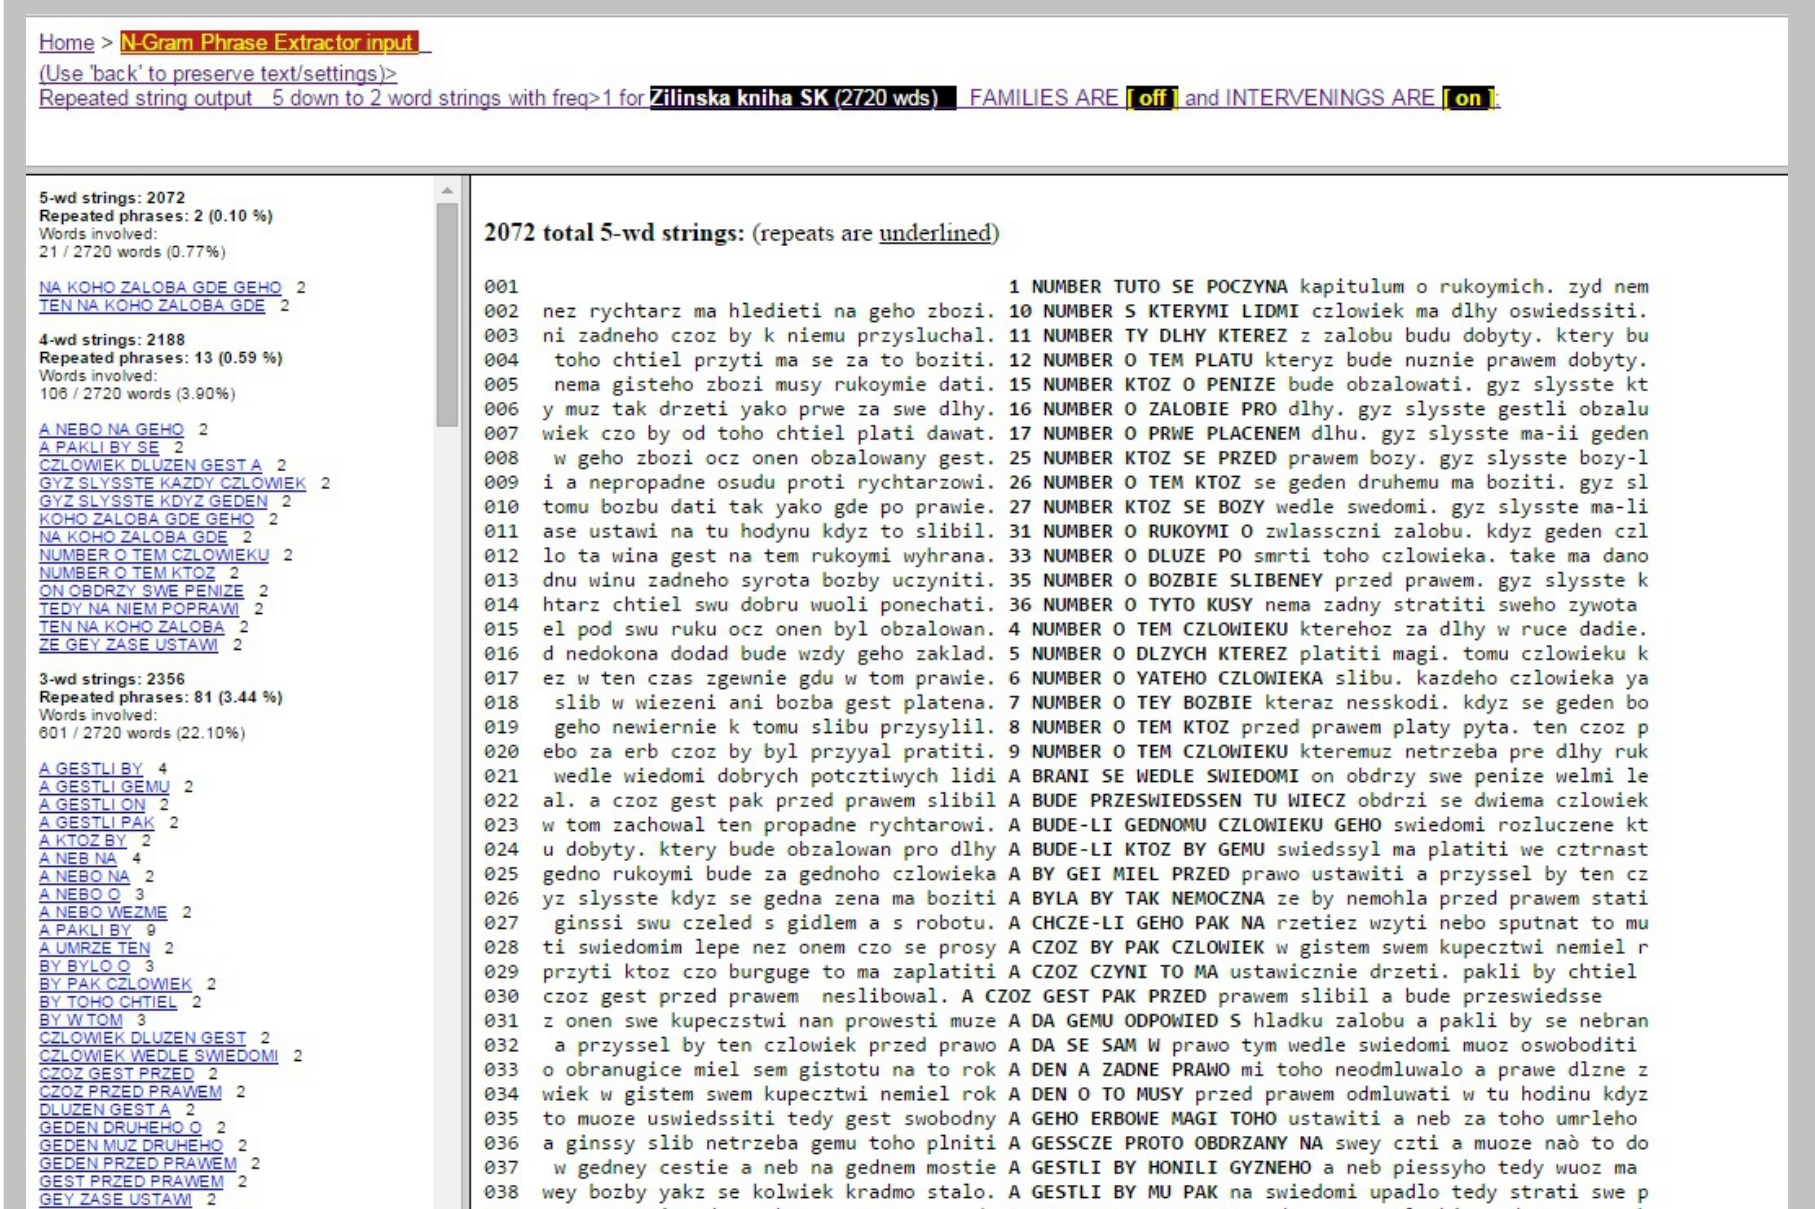 Home > N-Gram Phrase Extractor input
(Use 'back' to preserve text/settings)>
Repeated string output 5 down to 2 word strings with freq>1 for Zilinska kniha SK (2720 wds) FAMILIES ARE [ off ] and INTERVENINGS ARE [ on ]:
5-wd strings: 2072
Repeated phrases: 2 (0.10 %)
Words involved:
21 / 2720 words (0.77%)
NA KOHO ZALOBA GDE GEHO 2
TEN NA KOHO ZALOBA GDE 2
4-wd strings: 2188
Repeated phrases: 13 (0.59 %)
Words involved:
106 / 2720 words (3.90%)
A NEBO NA GEHO 2
A PAKLI BY SE 2
CZLOWIEK DLUZEN GEST A 2
GYZ SLYSSTE KAZDY CZLOWIEK 2
GYZ SLYSSTE KDYZ GEDEN 2
KOHO ZALOBA GDE GEHO 2
NA KOHO ZALOBA GDE 2
NUMBER O TEM CZLOWIEKU 2
NUMBER O TEM KTOZ 2
ON OBDRZY SWE PENIZE 2
TEDY NA NIEM POPRAWI 2
TEN NA KOHO ZALOBA 2
ZE GEY ZASE USTAWI 2
3-wd strings: 2356
Repeated phrases: 81 (3.44 %)
Words involved:
601 / 2720 words (22.10%)
A GESTLI BY 4
A GESTLI GEMU 2
A GESTLI ON 2
A GESTLI PAK 2
A KTOZ BY 2
A NEB NA 4
A NEBO NA 2
A NEBO O 3
A NEBO WEZME 2
A PAKLI BY 9
A UMRZE TEN 2
BY BYLO O 3
BY PAK CZLOWIEK 2
BY TOHO CHTIEL 2
BY W TOM 3
CZLOWIEK DLUZEN GEST 2
CZLOWIEK WEDLE SWIEDOMI 2
CZOZ GEST PRZED 2
CZOZ PRZED PRAWEM 2
DLUZEN GEST A 2
GEDEN DRUHEHO O 2
GEDEN MUZ DRUHEHO 2
GEDEN PRZED PRAWEM 2
GEST PRZED PRAWEM 2
GEY ZASE USTAWI 2
2072 total 5-wd strings: (repeats are underlined)
001 1 NUMBER TUTO SE POCZYNA kapitulum o rukoymich. zyd nem
002 nez rychtarz ma hledieti na geho zbozi. 10 NUMBER S KTERYMI LIDMI czlowiek ma dlhy oswiedssiti.
003 ni zadneho czoz by k niemu przysluchal. 11 NUMBER TY DLHY KTEREZ z zalobu budu dobyty. ktery bu
004 toho chtiel przyti ma se za to boziti. 12 NUMBER O TEM PLATU kteryz bude nuznie prawem dobyty.
005 nema gisteho zbozi musy rukoymie dati. 15 NUMBER KTOZ O PENIZE bude obzalowati. gyz slysste kt
006 y muz tak drzeti yako prwe za swe dlhy. 16 NUMBER O ZALOBIE PRO dlhy. gyz slysste gestli obzalu
007 wiek czo by od toho chtiel plati dawat. 17 NUMBER O PRWE PLACENEM dlhu. gyz slysste ma-ii geden
008 w geho zbozi ocz onen obzalowany gest. 25 NUMBER KTOZ SE PRZED prawem bozy. gyz slysste bozy-l
009 i a nepropadne osudu proti rychtarzowi. 26 NUMBER O TEM KTOZ se geden druhemu ma boziti. gyz sl
010 tomu bozbu dati tak yako gde po prawie. 27 NUMBER KTOZ SE BOZY wedle swedomi. gyz slysste ma-li
011 ase ustawi na tu hodynu kdyz to slibil. 31 NUMBER O RUKOYMI O zwlassczni zalobu. kdyz geden czl
012 lo ta wina gest na tem rukoymi wyhrana. 33 NUMBER O DLUZE PO smrti toho czlowieka. take ma dano
013 dnu winu zadneho syrota bozby uczyniti. 35 NUMBER O BOZBIE SLIBENEY przed prawem. gyz slysste k
014 htarz chtiel swu dobru wuoli ponechati. 36 NUMBER O TYTO KUSY nema zadny stratiti sweho zywota
015 el pod swu ruku ocz onen byl obzalowan. 4 NUMBER O TEM CZLOWIEKU kterehoz za dlhy w ruce dadie.
016 d nedokona dodad bude wzdy geho zaklad. 5 NUMBER O DLZYCH KTEREZ platiti magi. tomu czlowieku k
017 ez w ten czas zgewnie gdu w tom prawie. 6 NUMBER O YATEHO CZLOWIEKA slibu. kazdeho czlowieka ya
018 slib w wiezeni ani bozba gest platena. 7 NUMBER O TEY BOZBIE kteraz nesskodi. kdyz se geden bo
019 geho newiernie k tomu slibu przysylil. 8 NUMBER O TEM KTOZ przed prawem platy pyta. ten czoz p
020 ebo za erb czoz by byl przyyal pratiti. 9 NUMBER O TEM CZLOWIEKU kteremuz netrzeba pre dlhy ruk
021 wedle wiedomi dobrych potcztiwych lidi A BRANI SE WEDLE SWIEDOMI on obdrzy swe penize welmi le
022 al. a czoz gest pak przed prawem slibil A BUDE PRZESWIEDSSEN TU WIECZ obdrzi se dwiema czlowiek
023 w tom zachowal ten propadne rychtarowi. A BUDE-LI GEDNOMU CZLOWIEKU GEHO swiedomi rozluczene kt
024 u dobyty. ktery bude obzalowan pro dlhy A BUDE-LI KTOZ BY GEMU swiedssyl ma platiti we cztrnast
025 gedno rukoymi bude za gednoho czlowieka A BY GEI MIEL PRZED prawo ustawiti a przyssel by ten cz
026 yz slysste kdyz se gedna zena ma boziti A BYLA BY TAK NEMOCZNA ze by nemohla przed prawem stati
027 ginssi swu czeled s gidlem a s robotu. A CHCZE-LI GEHO PAK NA rzetiez wzyti nebo sputnat to mu
028 ti swiedomim lepe nez onem czo se prosy A CZOZ BY PAK CZLOWIEK w gistem swem kupecztwi nemiel r
029 przyti ktoz czo burguge to ma zaplatiti A CZOZ CZYNI TO MA ustawicznie drzeti. pakli by chtiel
030 czoz gest przed prawem neslibowal. A CZOZ GEST PAK PRZED prawem slibil a bude przeswiedsse
031 z onen swe kupeczstwi nan prowesti muze A DA GEMU ODPOWIED S hladku zalobu a pakli by se nebran
032 a przyssel by ten czlowiek przed prawo A DA SE SAM W prawo tym wedle swiedomi muoz oswoboditi
033 o obranugice miel sem gistotu na to rok A DEN A ZADNE PRAWO mi toho neodmluwalo a prawe dlzne z
034 wiek w gistem swem kupecztwi nemiel rok A DEN O TO MUSY przed prawem odmluwati w tu hodinu kdyz
035 to muoze uswiedssiti tedy gest swobodny A GEHO ERBOWE MAGI TOHO ustawiti a neb za toho umrleho
036 a ginssy slib netrzeba gemu toho plniti A GESSCZE PROTO OBDRZANY NA swey czti a muoze naò to do
037 w gedney cestie a neb na gednem mostie A GESTLI BY HONILI GYZNEHO a neb piessyho tedy wuoz ma
038 wey bozby yakz se kolwiek kradmo stalo. A GESTLI BY MU PAK na swiedomi upadlo tedy strati swe p